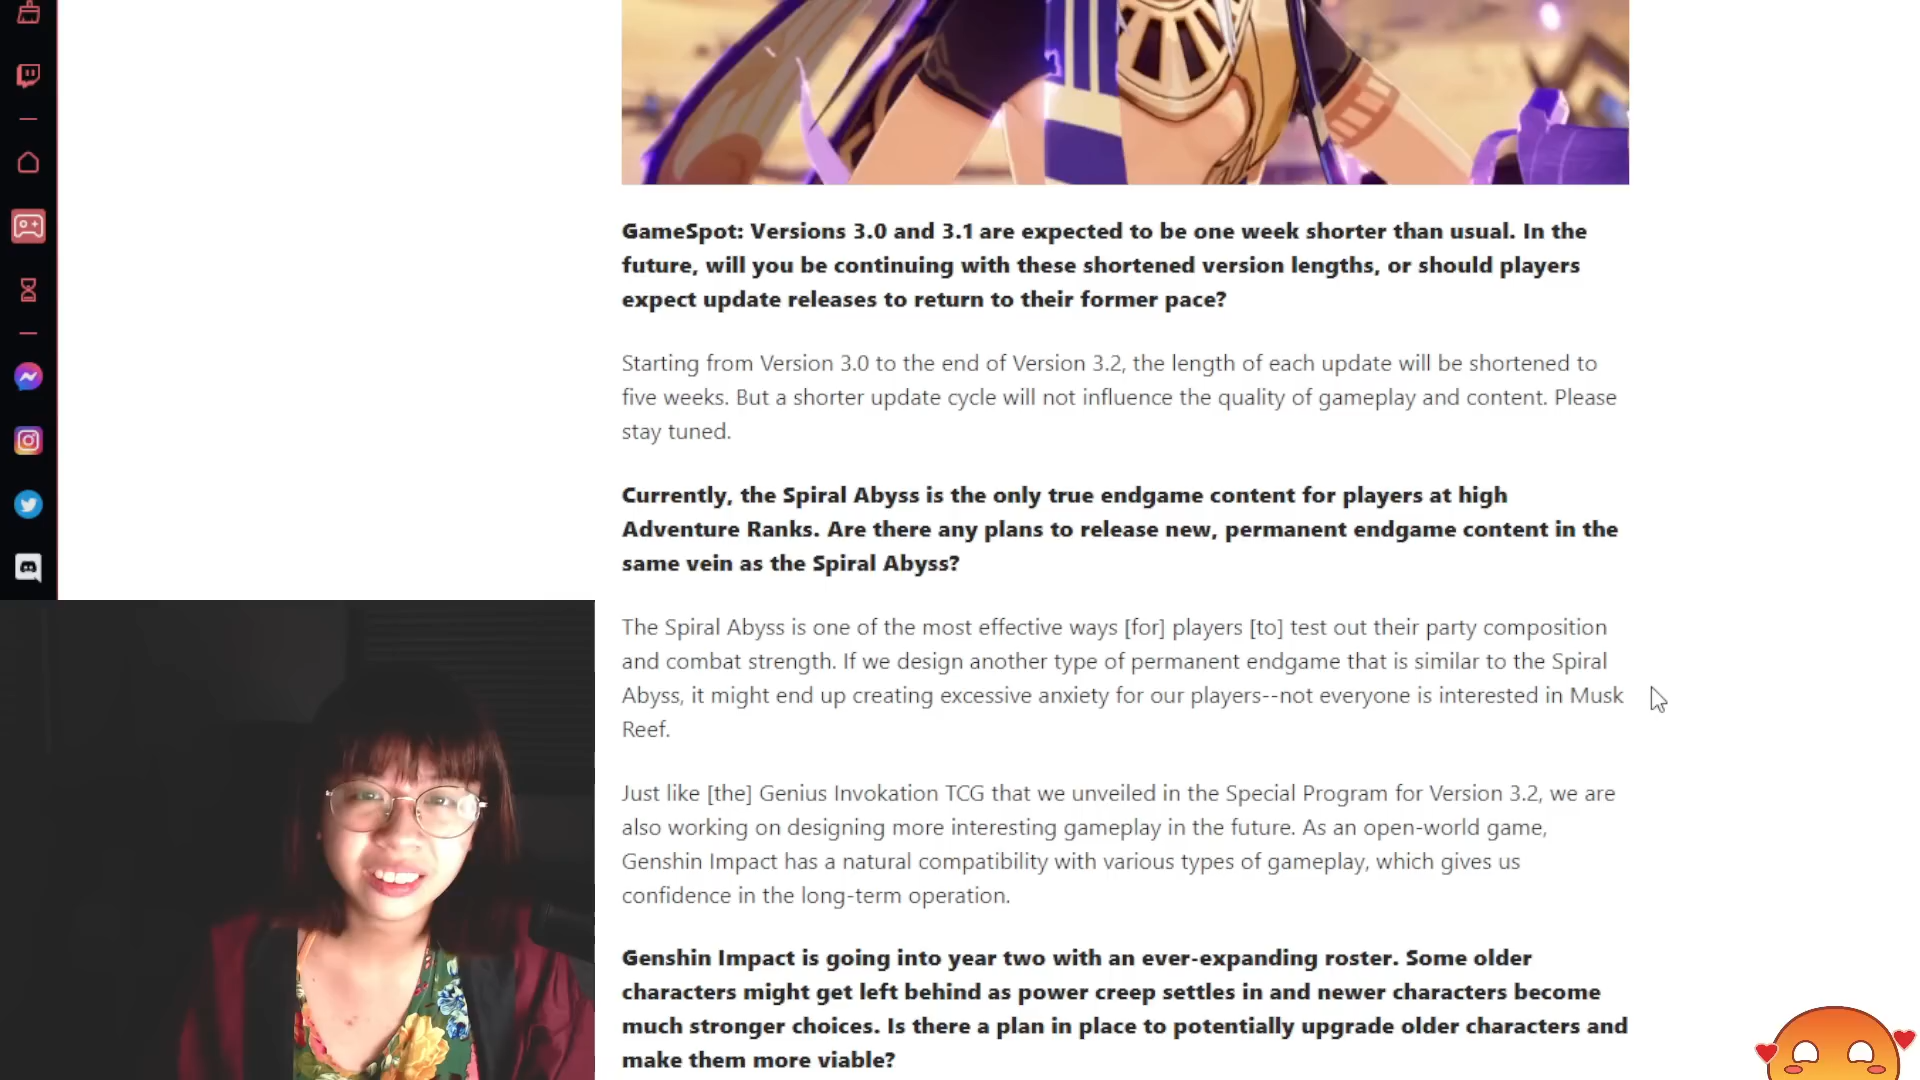 GameSpot: Versions 3.0 and 3.1 are expected to be one week shorter than usual. In the
future, will you be continuing with these shortened version lengths, or should players
expect update releases to return to their former pace?
Starting from Version 3.0 to the end of Version 3.2, the length of each update will be shortened to
five weeks. But a shorter update cycle will not influence the quality of gameplay and content. Please
stay tuned.
Currently, the Spiral Abyss is the only true endgame content for players at high
Adventure Ranks. Are there any plans to release new, permanent endgame content in the
same vein as the Spiral Abyss?
The Spiral Abyss is one of the most effective ways [for] players [to] test out their party composition
and combat strength. If we design another type of permanent endgame that is similar to the Spiral
Abyss, it might end up creating excessive anxiety for our players--not everyone is interested in Musk
Reef.
Just like [the] Genius Invokation TCG that we unveiled in the Special Program for Version 3.2, we are
also working on designing more interesting gameplay in the future. As an open-world game,
Genshin Impact has a natural compatibility with various types of gameplay, which gives us
confidence in the long-term operation.
Genshin Impact is going into year two with an ever-expanding roster. Some older
characters might get left behind as power creep settles in and newer characters become
much stronger choices. Is there a plan in place to potentially upgrade older characters and
make them more viable?